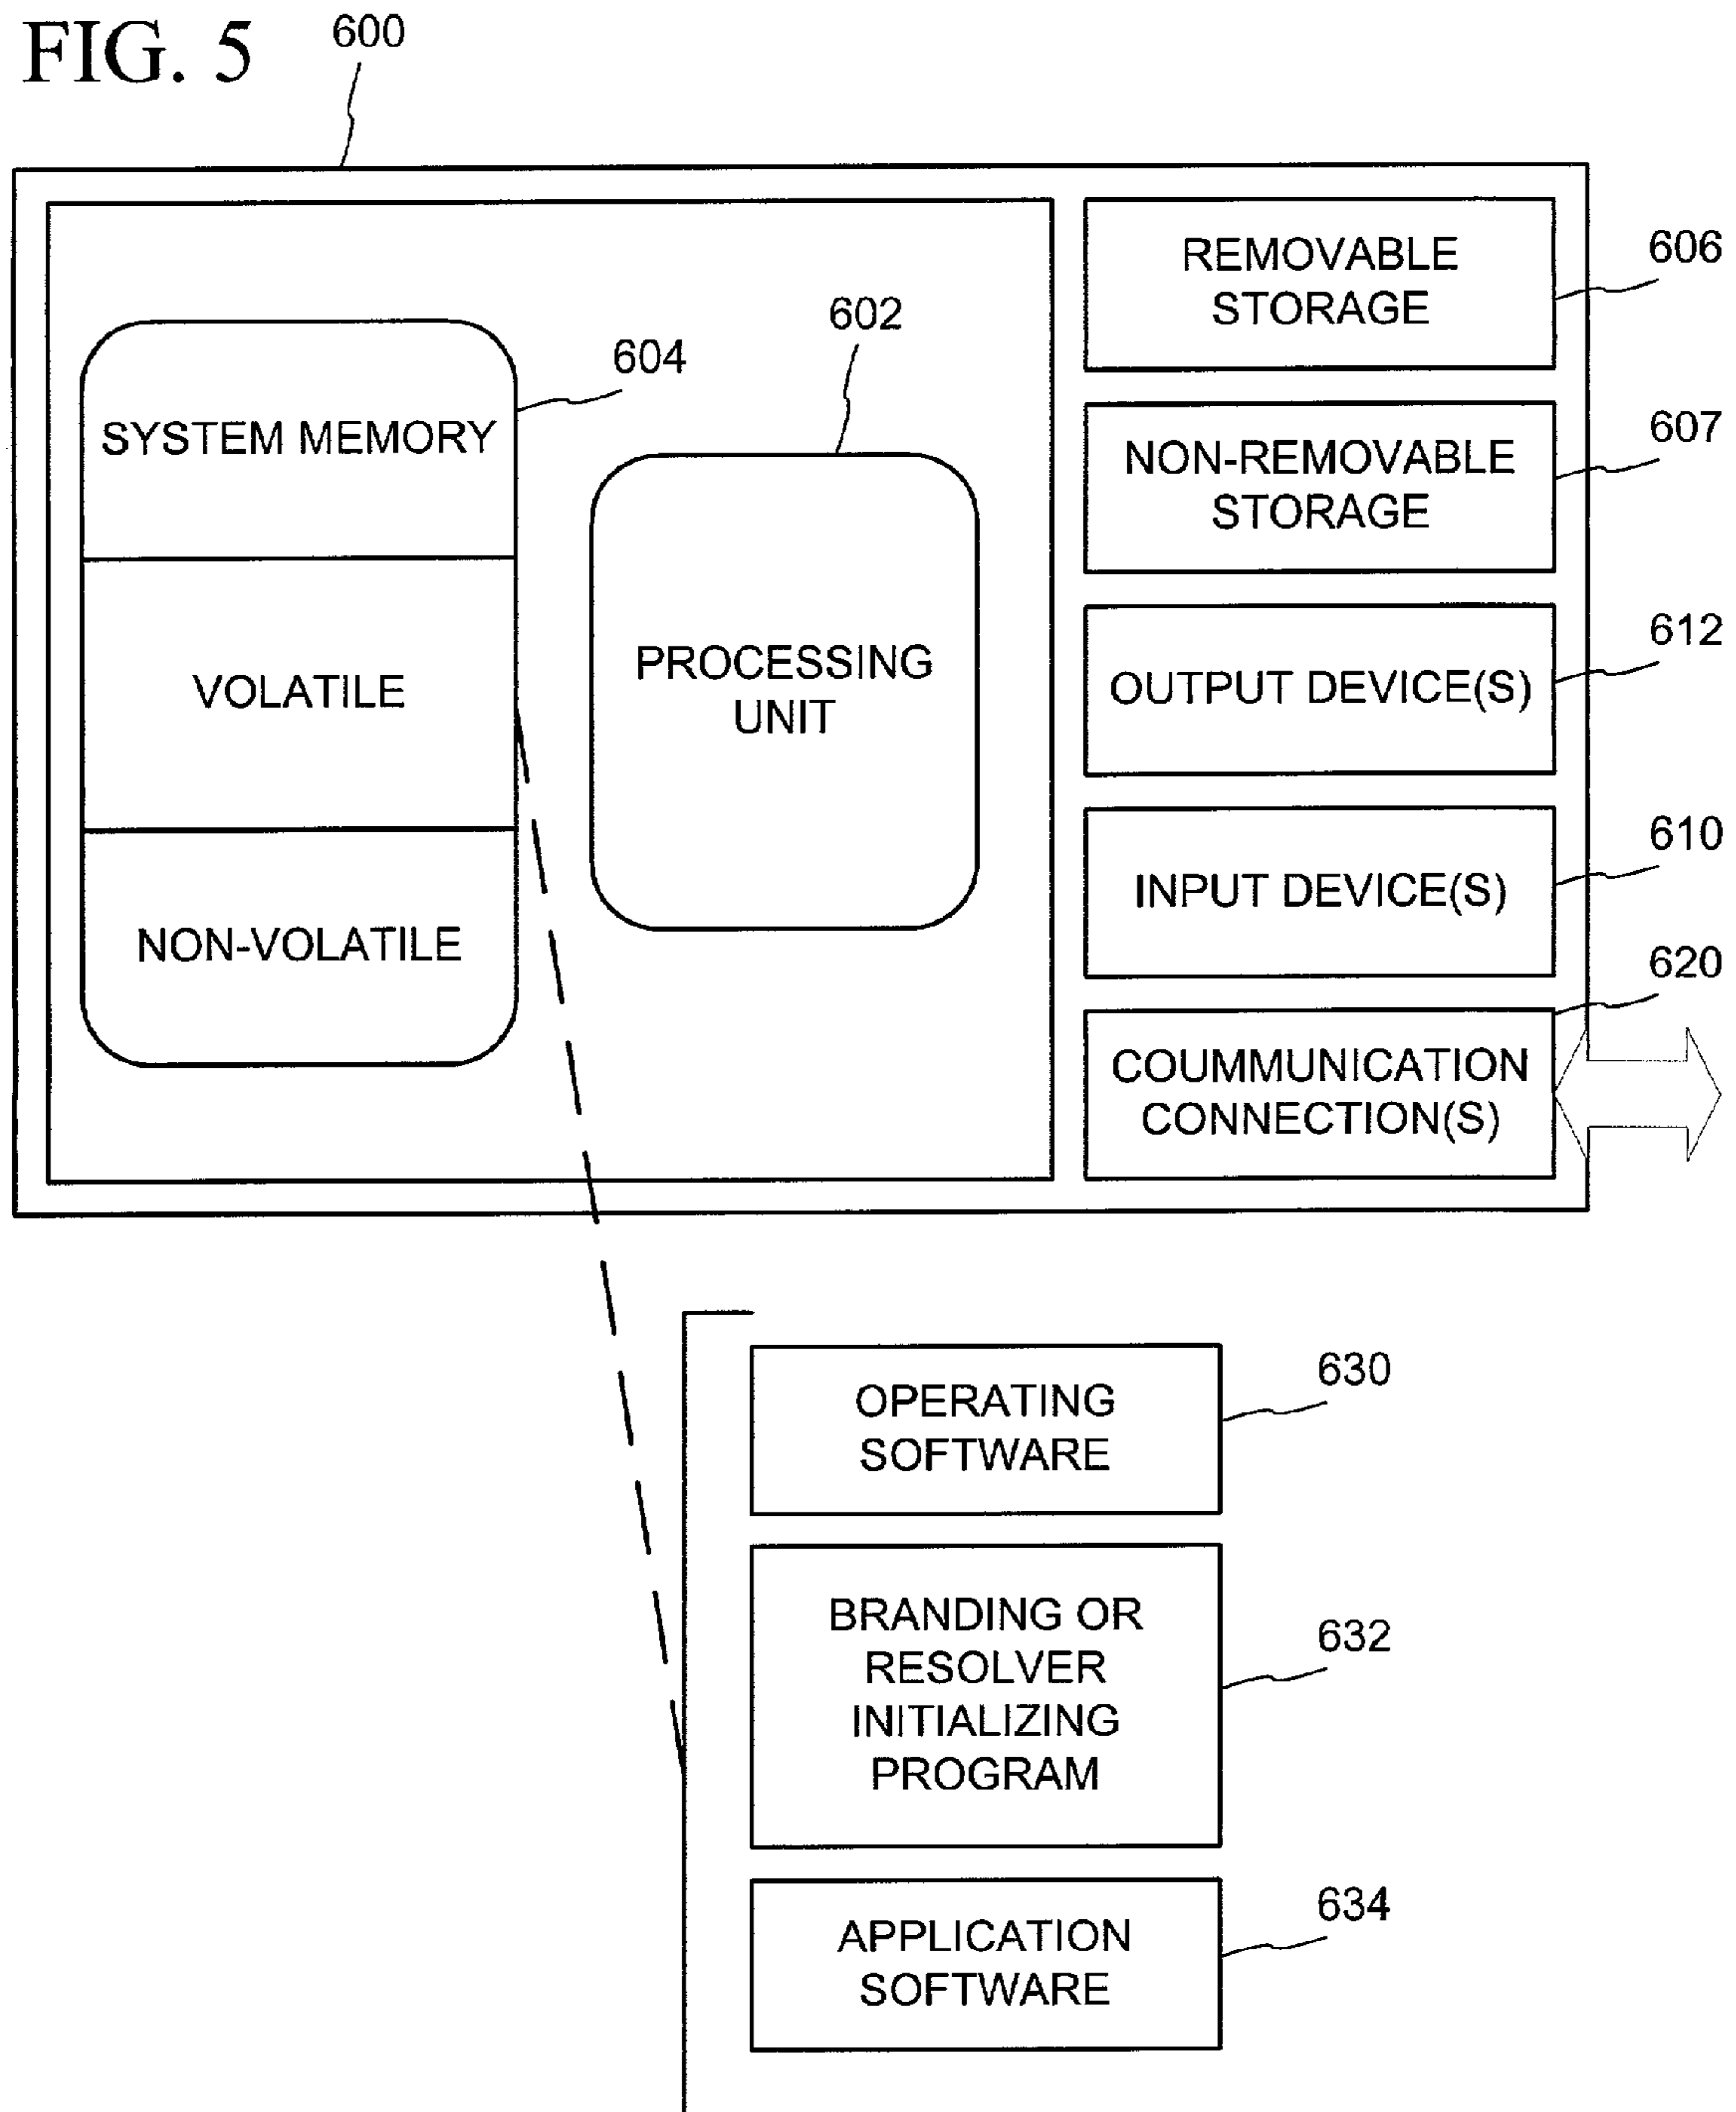 FIG. 5
600
REMOVABLE
STORAGE
606
602
604
SYSTEM MEMORY
NON-REMOVABLE
STORAGE
607
VOLATILE
PROCESSING
UNIT
OUTPUT DEVICE(S)
612
INPUT DEVICE(S)
610
NON-VOLATILE
620
COUMMUNICATION
CONNECTION(S)
OPERATING
SOFTWARE
630
BRANDING OR
RESOLVER
INITIALIZING
PROGRAM
632
APPLICATION
SOFTWARE
634